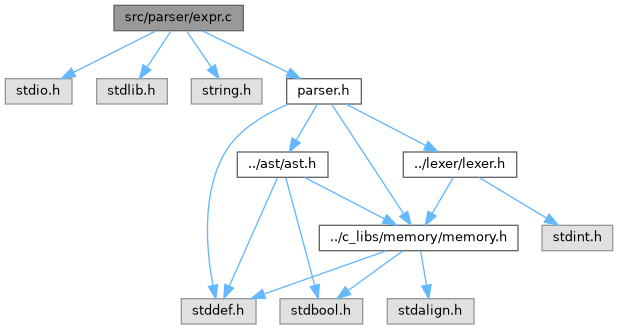 src/parser/expr.c
stdio.h
stdlib.h
string.h
parser.h
../ast/ast.h
../lexer/lexer.h
../c_libs/memory/memory.h
stdint.h
stddef.h
stdbool.h
stdalign.h